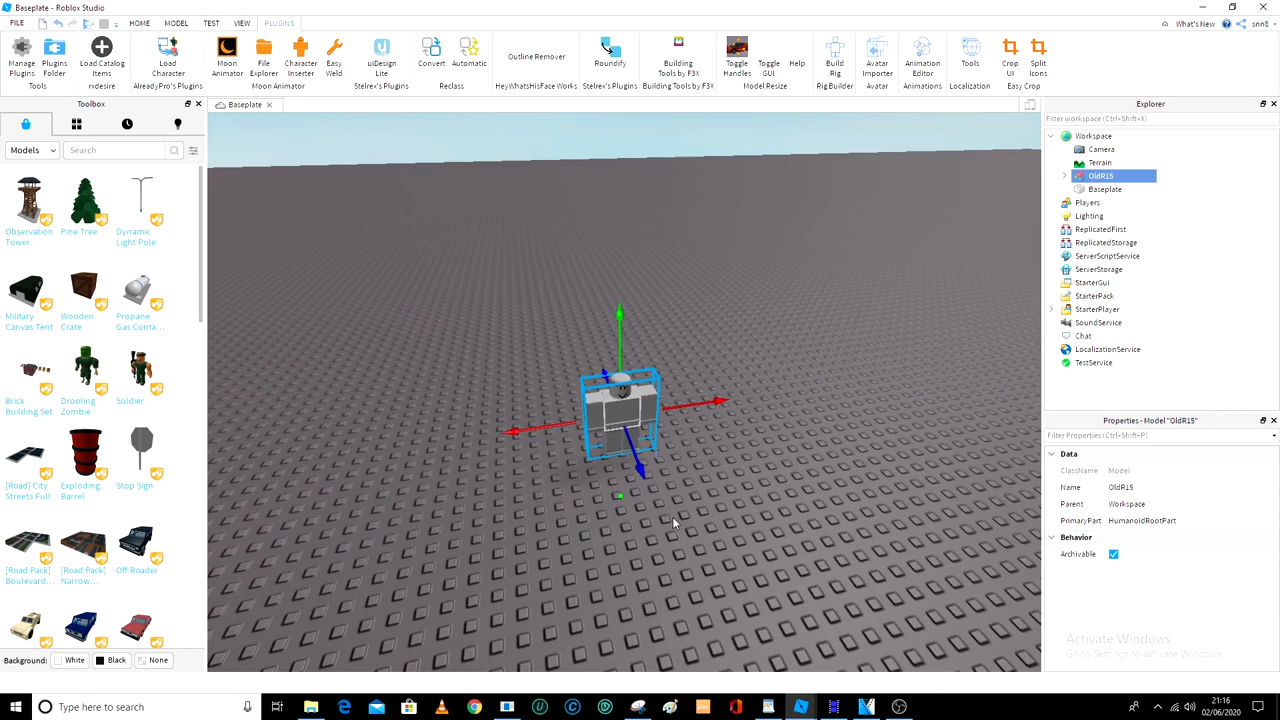 Baseplate - Roblox Studio
FILE HOME MODEL TEST VIEW PLUGINS What's New snn8
Manage Plugins
Plugins Folder
Tools
Load Catalog Items
rxdesire
Load Character
AlreadyPro's Plugins
Moon Animator
File Explorer
Character Inserter
Easy Weld
Moon Animator
uiDesign Lite
Stelrex's Plugins
Convert
Automatic
Reclass
Outline Remover
HeyWhatsHisFace Works
Roundify
Stelrex's Plugins
Building Tools by F3X
Building Tools by F3X
Toggle Handles
Toggle GUI
Help
Model Resize
Build Rig
Rig Builder
Avatar Importer
Avatar
Animation Editor
Animations
Tools
Localization
Crop UI
Split Icons
Easy Crop
Toolbox
Models
Search
Observation Tower
Pine Tree
Dynamic Light Pole
Military Canvas Tent
Wooden Crate
Propane Gas Conta...
Brick Building Set
Drooling Zombie
Soldier
[Road] City Streets Full
Exploding Barrel
Stop Sign
[Road Pack] Boulevard...
[Road Pack] Narrow...
Off-Roader
Background: White Black None
Baseplate
Explorer
Filter workspace (Ctrl+Shift+X)
Workspace
Camera
Terrain
OldR15
Baseplate
Players
Lighting
ReplicatedFirst
ReplicatedStorage
ServerScriptService
ServerStorage
StarterGui
StarterPack
StarterPlayer
SoundService
Chat
LocalizationService
TestService
Properties - Model "OldR15"
Filter Properties (Ctrl+Shift+P)
Data
ClassName Model
Name OldR15
Parent Workspace
PrimaryPart HumanoidRootPart
Behavior
Archivable
Activate Windows
Go to Settings to activate Windows.
Type here to search
21:16
02/06/2020